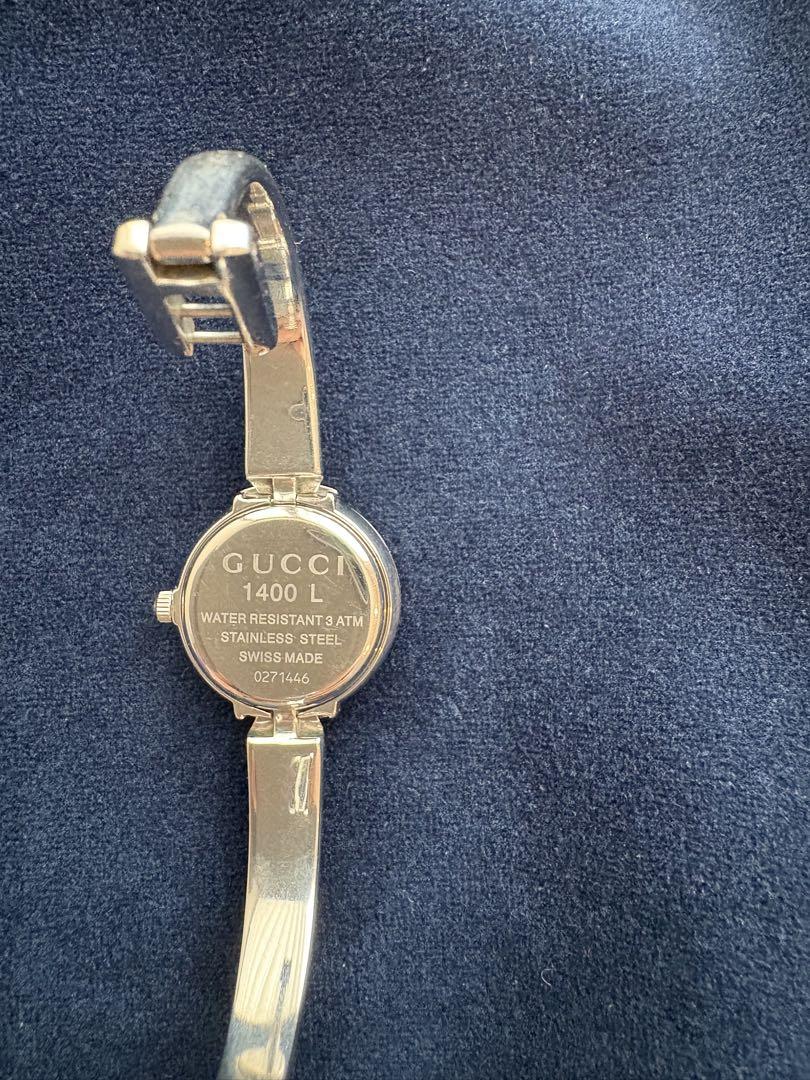 GUCCI
1400 L
WATER RESISTANT 3 ATM
STAINLESS STEEL
SWISS MADE
0271446